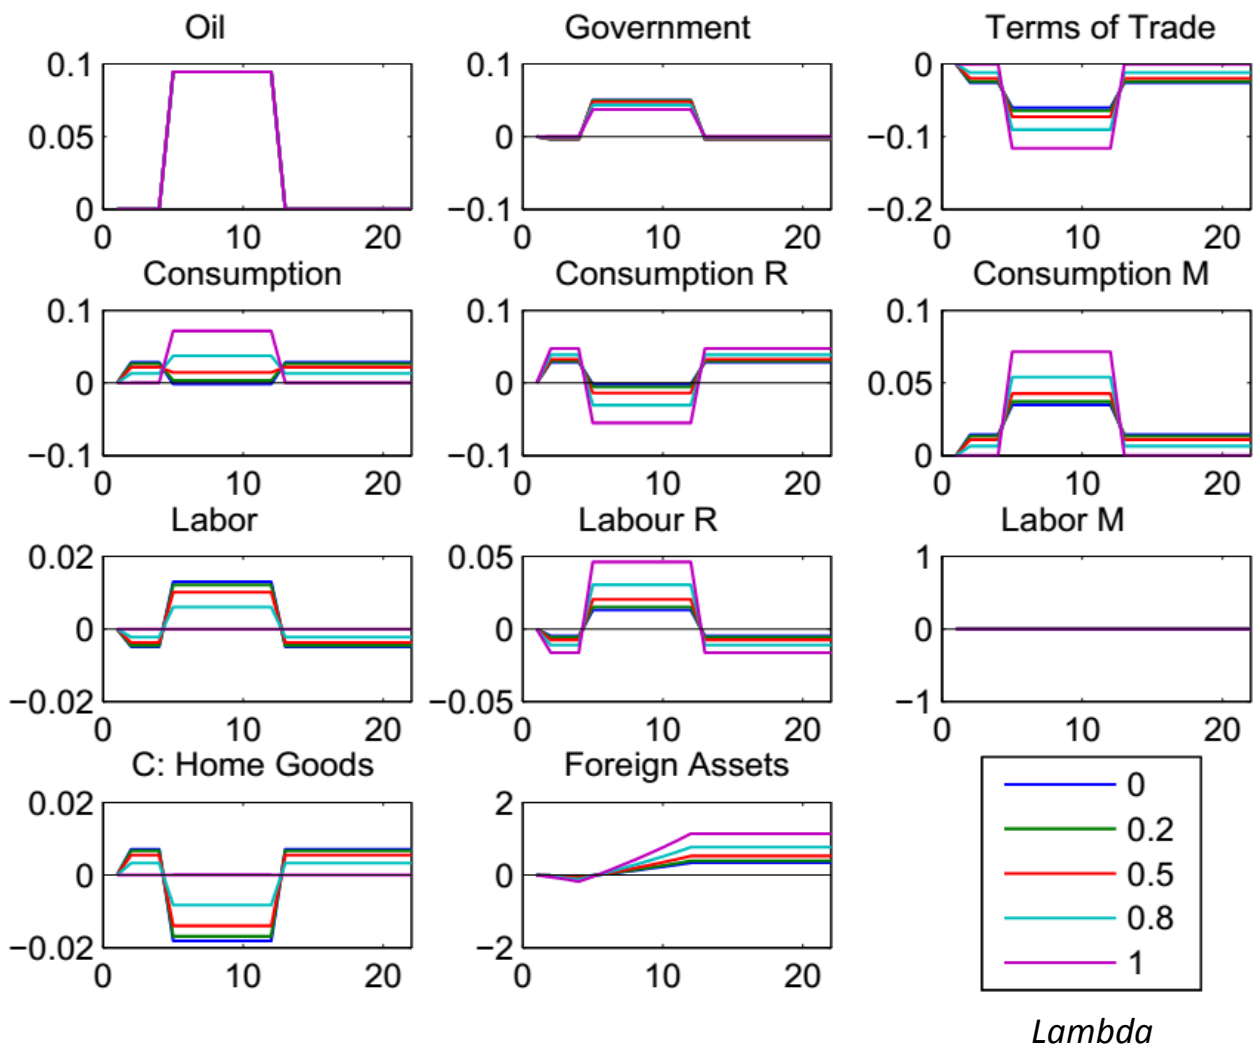 Oil
Government
Terms of Trade
0.1
0.05
0
0 10 20
0.1
0
−0.1
0 10 20
0
−0.1
−0.2
0 10 20
Consumption
Consumption R
Consumption M
0.1
0
−0.1
0 10 20
0.1
0
−0.1
0 10 20
0.1
0.05
0
0 10 20
Labor
Labour R
Labor M
0.02
0
−0.02
0 10 20
0.05
0
−0.05
0 10 20
1
0
−1
0 10 20
C: Home Goods
Foreign Assets
0.02
0
−0.02
0 10 20
2
0
−2
0 10 20
0
0.2
0.5
0.8
1
Lambda